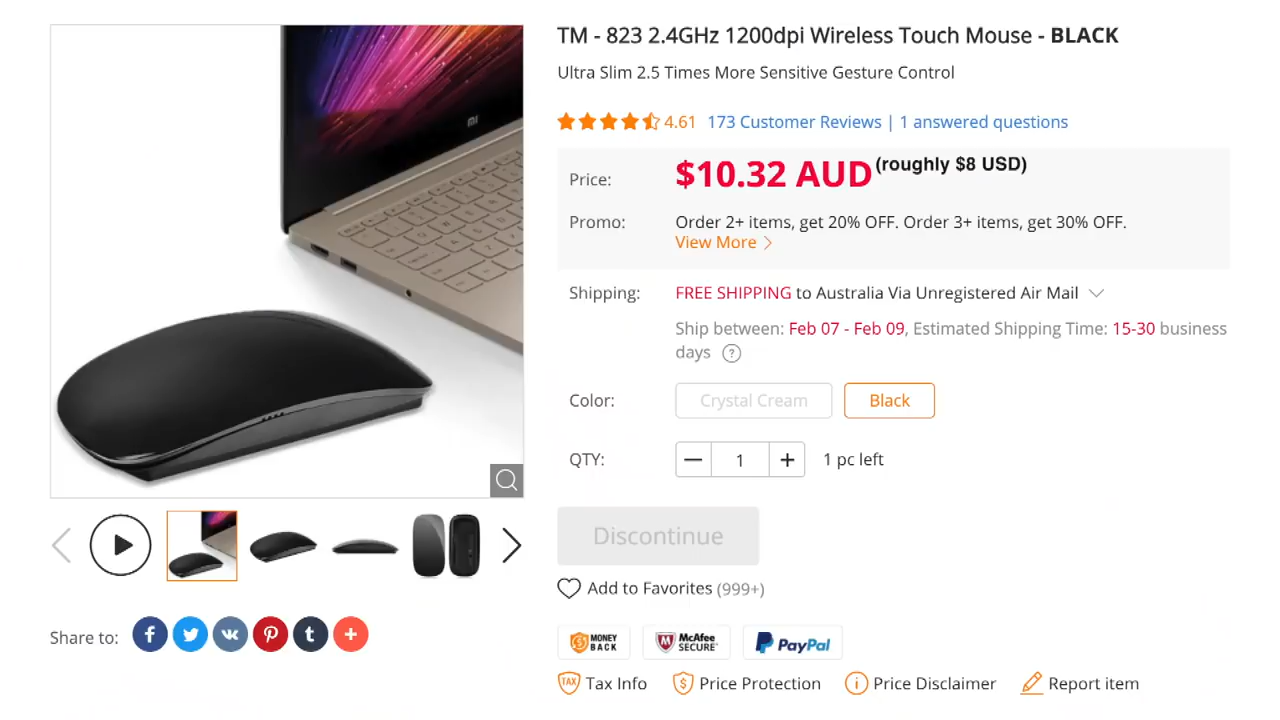 TM - 823 2.4GHz 1200dpi Wireless Touch Mouse - BLACK
Ultra Slim 2.5 Times More Sensitive Gesture Control
4.61 173 Customer Reviews | 1 answered questions
Price: $10.32 AUD (roughly $8 USD)
Promo: Order 2+ items, get 20% OFF. Order 3+ items, get 30% OFF.
View More
Shipping: FREE SHIPPING to Australia Via Unregistered Air Mail
Ship between: Feb 07 - Feb 09, Estimated Shipping Time: 15-30 business
days ?
Color: Crystal Cream Black
QTY: — 1 + 1 pc left
Discontinue
Add to Favorites (999+)
MONEY BACK McAfee SECURE PayPal
TAX Tax Info $ Price Protection i Price Disclaimer Report item
mi
Share to: f vк t +